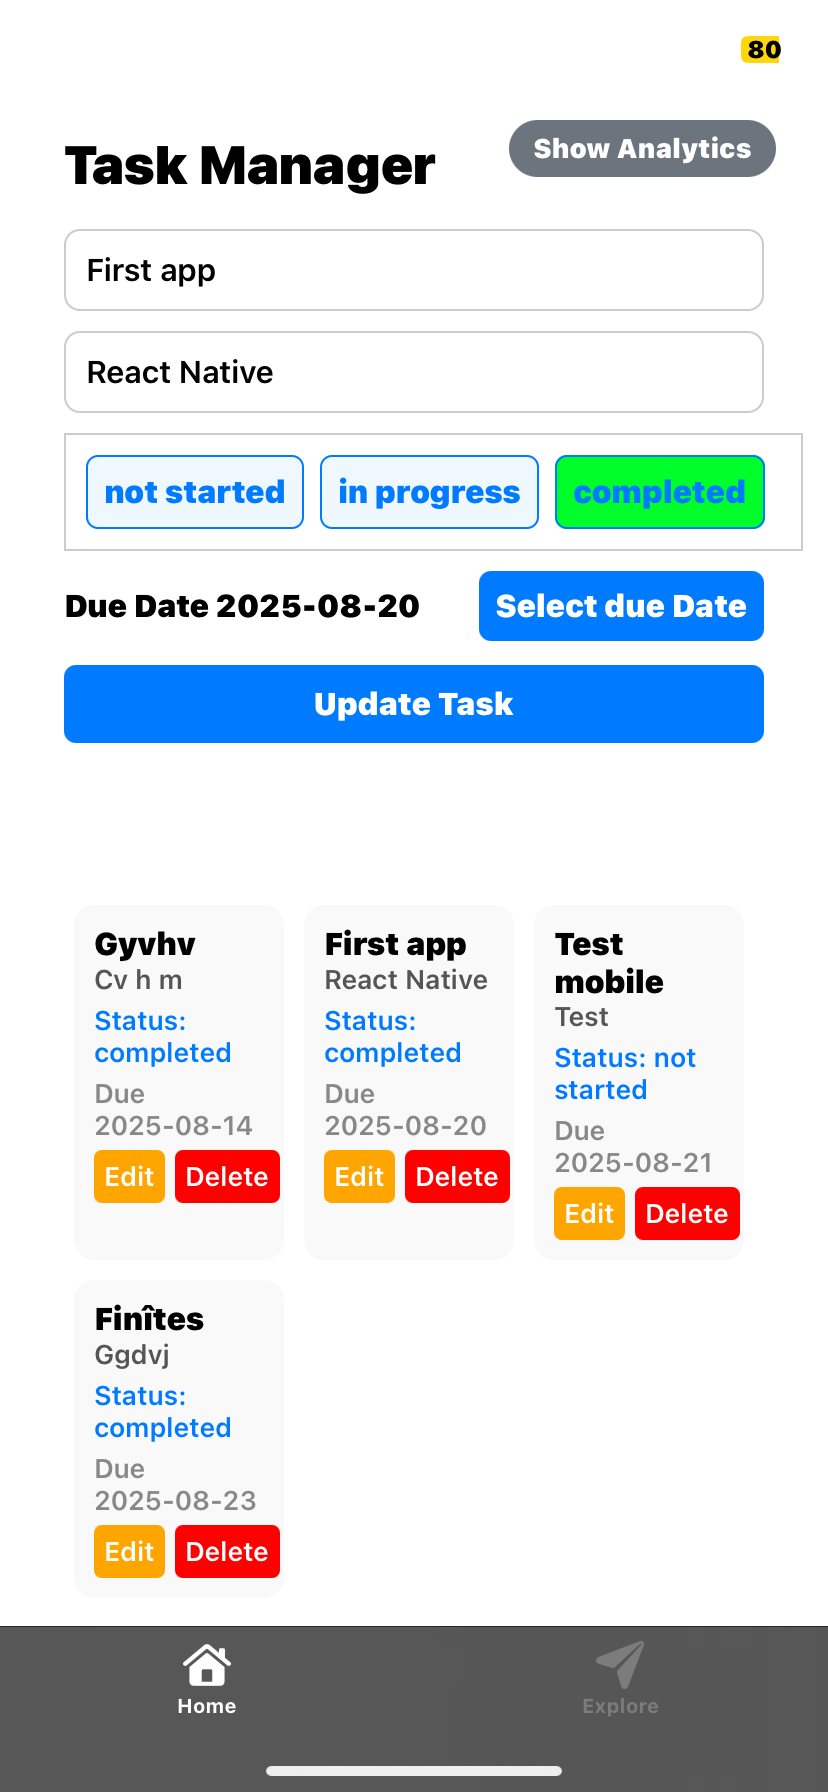 80
Task Manager
Show Analytics
First app
React Native
not started
in progress
completed
Due Date 2025-08-20
Select due Date
Update Task
Gyvhv
Cv h m
Status:
completed
Due
2025-08-14
Edit
Delete
First app
React Native
Status:
completed
Due
2025-08-20
Edit
Delete
Test
mobile
Test
Status: not
started
Due
2025-08-21
Edit
Delete
Finîtes
Ggdvj
Status:
completed
Due
2025-08-23
Edit
Delete
Home
Explore